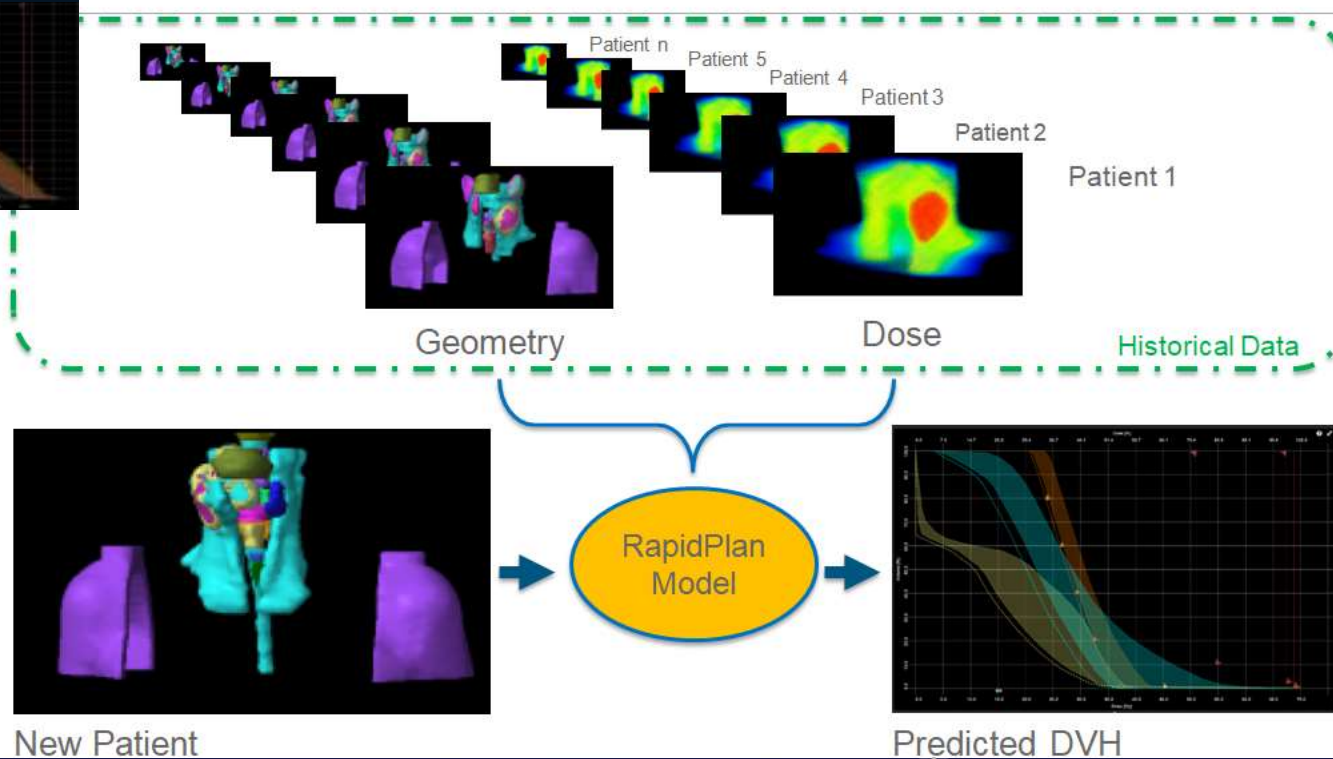 Patient n
Patient 5
Patient 4
Patient 3
Patient 2
Patient 1
Geometry
Dose
Historical Data
RapidPlan
Model
New Patient
Predicted DVH